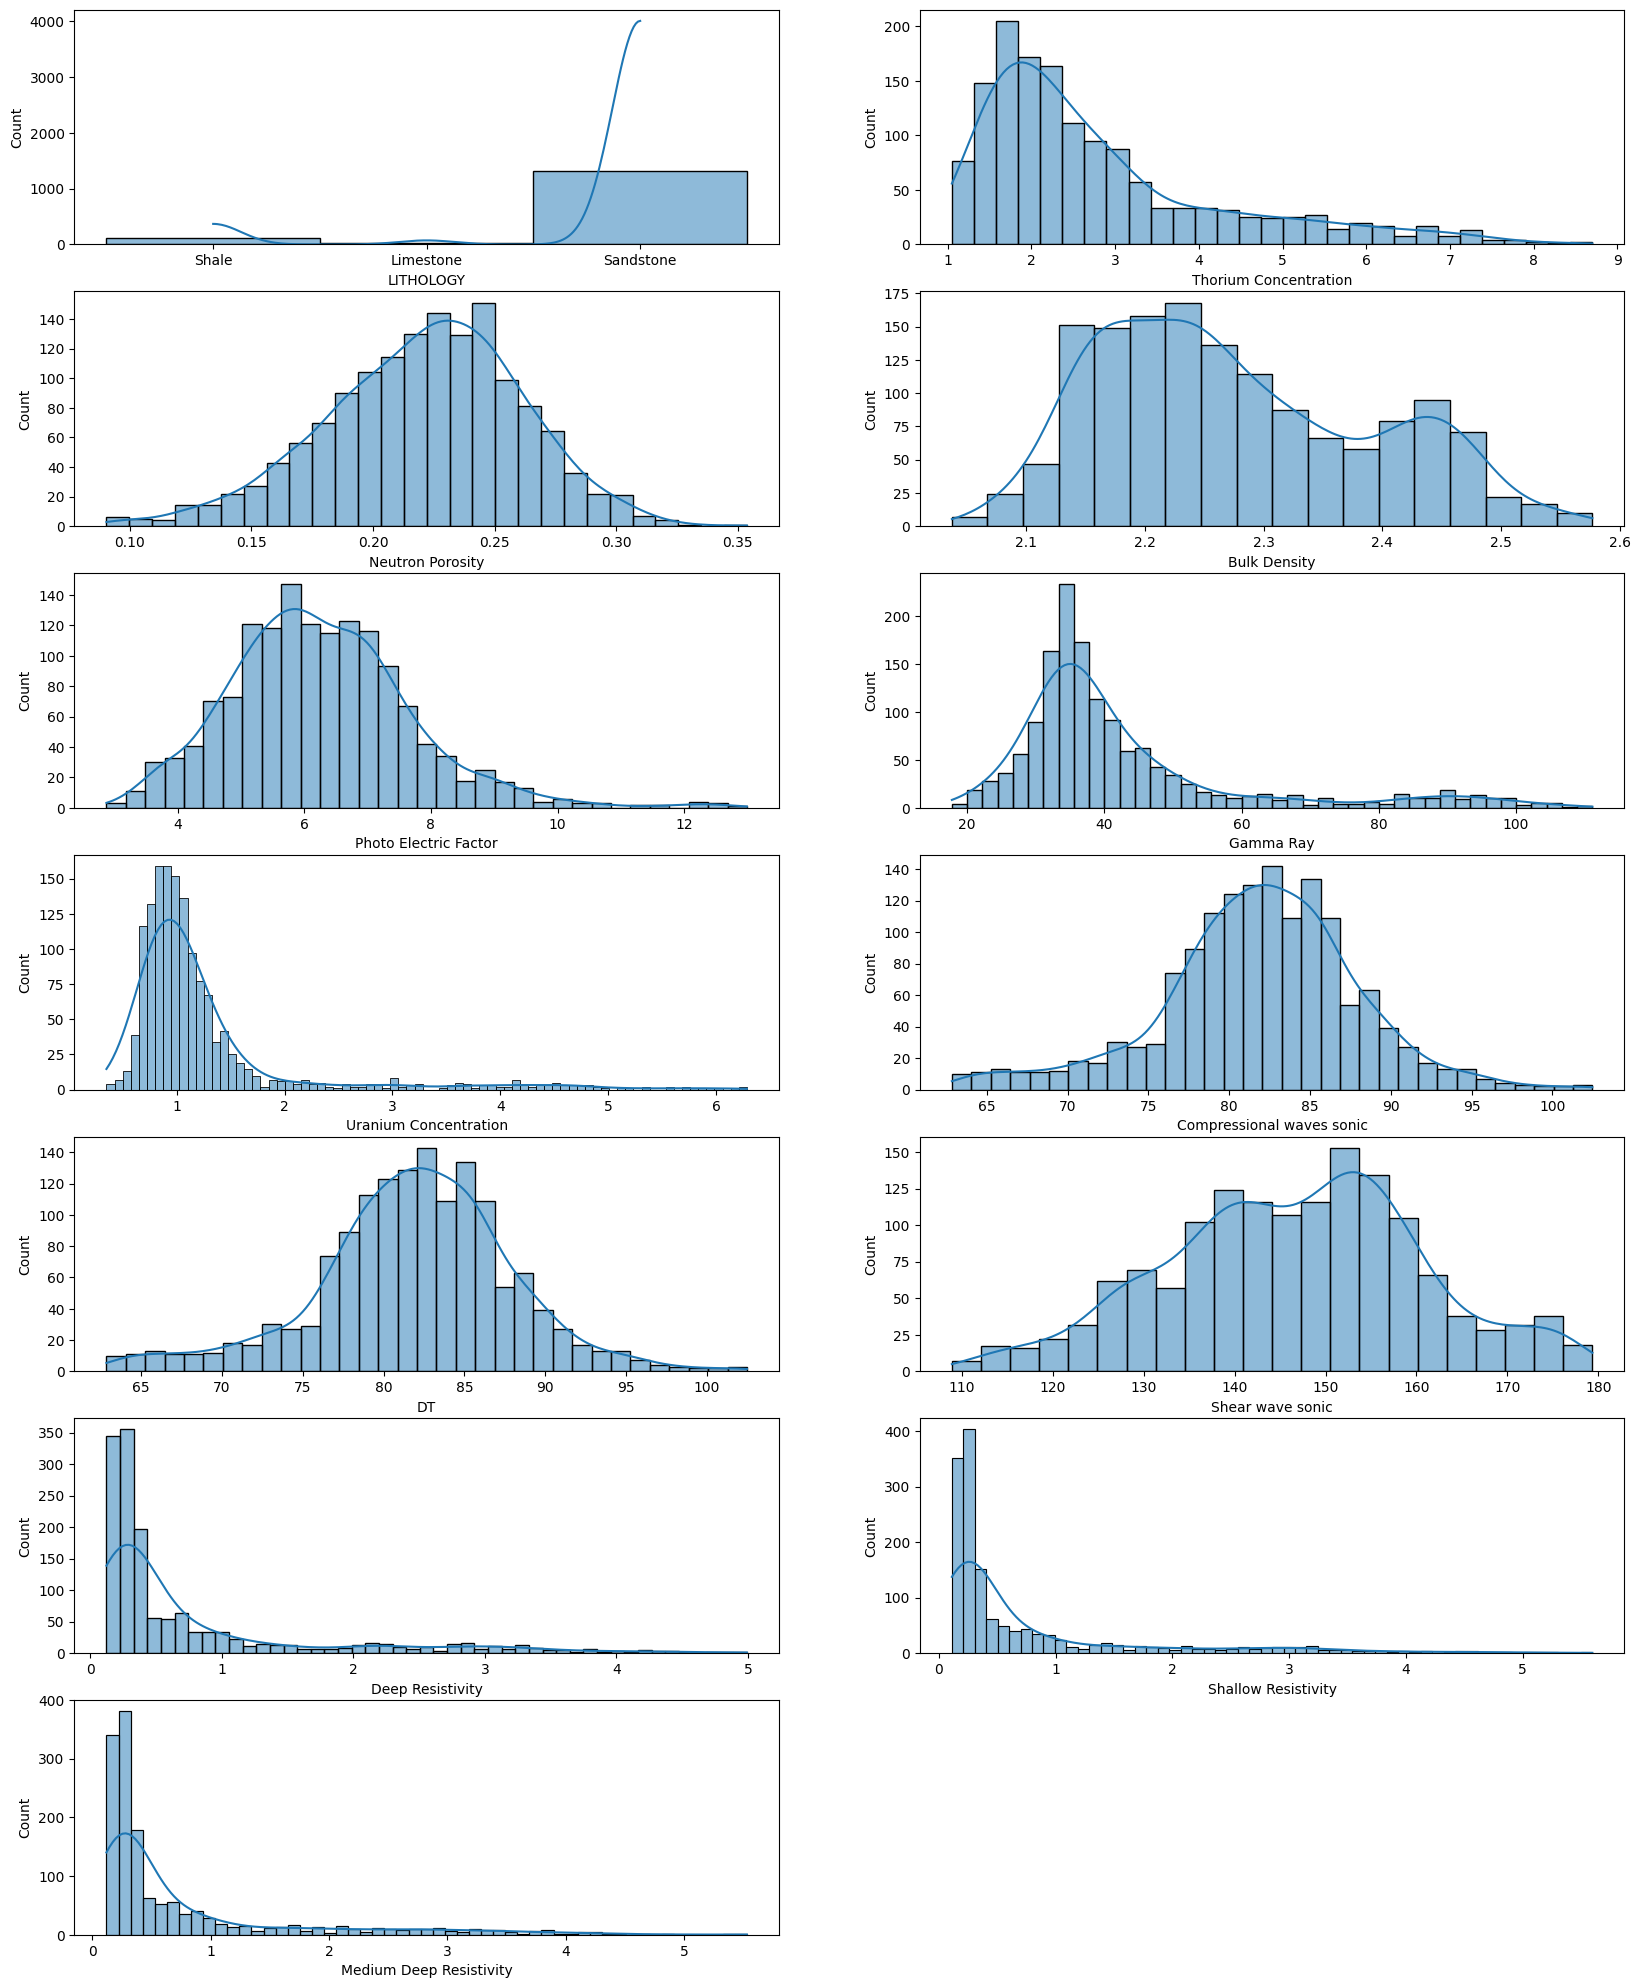 4000
3000
2000
1000
0
Count
Shale Limestone Sandstone
LITHOLOGY
200
150
100
50
0
Count
1 2 3 4 5 6 7 8 9
Thorium Concentration
140
120
100
80
60
40
20
0
Count
0.10 0.15 0.20 0.25 0.30 0.35
Neutron Porosity
175
150
125
100
75
50
25
0
Count
2.1 2.2 2.3 2.4 2.5 2.6
Bulk Density
140
120
100
80
60
40
20
0
Count
4 6 8 10 12
Photo Electric Factor
200
150
100
50
0
Count
20 40 60 80 100
Gamma Ray
150
125
100
75
50
25
0
Count
1 2 3 4 5 6
Uranium Concentration
140
120
100
80
60
40
20
0
Count
65 70 75 80 85 90 95 100
Compressional waves sonic
140
120
100
80
60
40
20
0
Count
65 70 75 80 85 90 95 100
DT
150
125
100
75
50
25
0
Count
110 120 130 140 150 160 170 180
Shear wave sonic
350
300
250
200
150
100
50
0
Count
0 1 2 3 4 5
Deep Resistivity
400
300
200
100
0
Count
0 1 2 3 4 5
Shallow Resistivity
400
300
200
100
0
Count
0 1 2 3 4 5
Medium Deep Resistivity